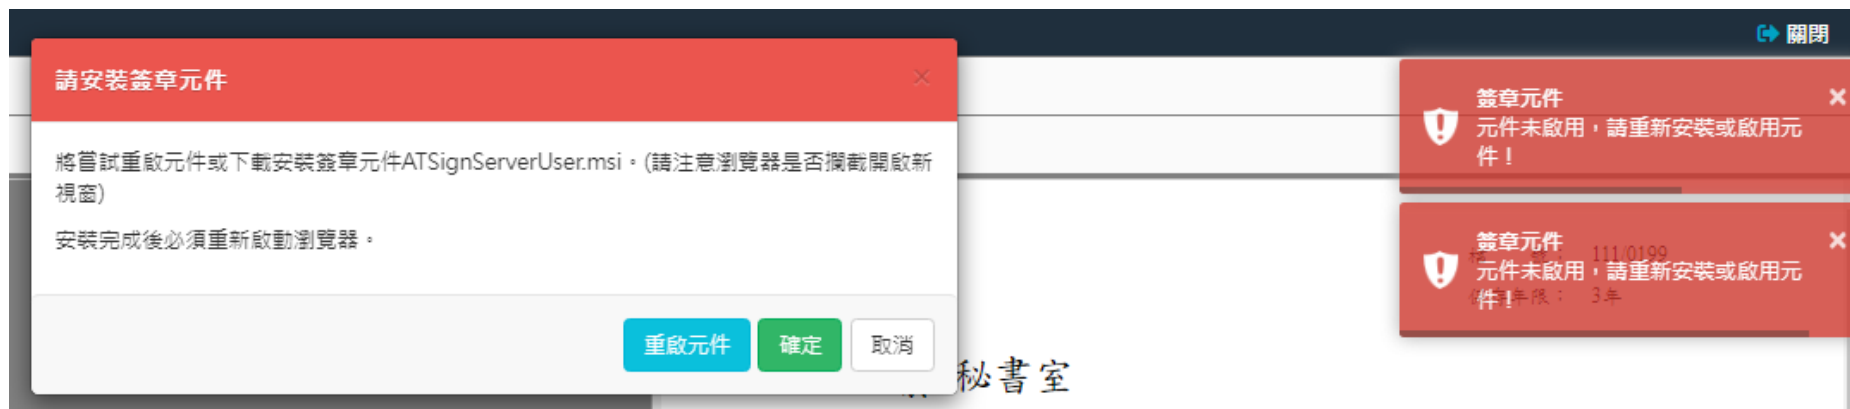 關閉
請安裝簽章元件
將嘗試重啟元件或下載安裝簽章元件ATSignServerUser.msi。(請注意瀏覽器是否攔截開啟新
視窗)
安裝完成後必須重新啟動瀏覽器。
重啟元件 確定 取消
簽章元件
元件未啟用，請重新安裝或啟用元
件！
簽章元件
元件未啟用，請重新安裝或啟用元
件！
111/0199
年限： 3年
秘書室